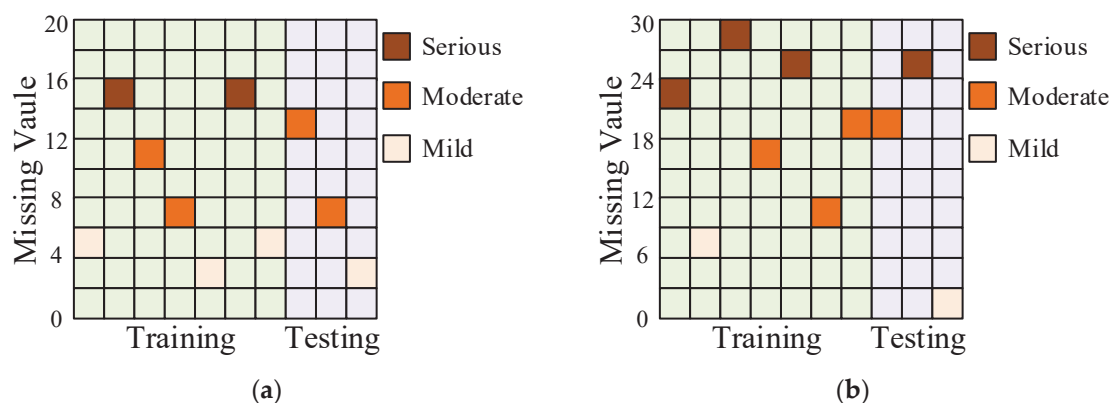 20
16
12
8
4
0
Missing Vaule
Training
Testing
Serious
Moderate
Mild
(a)
30
24
18
12
6
0
Missing Vaule
Training
Testing
Serious
Moderate
Mild
(b)